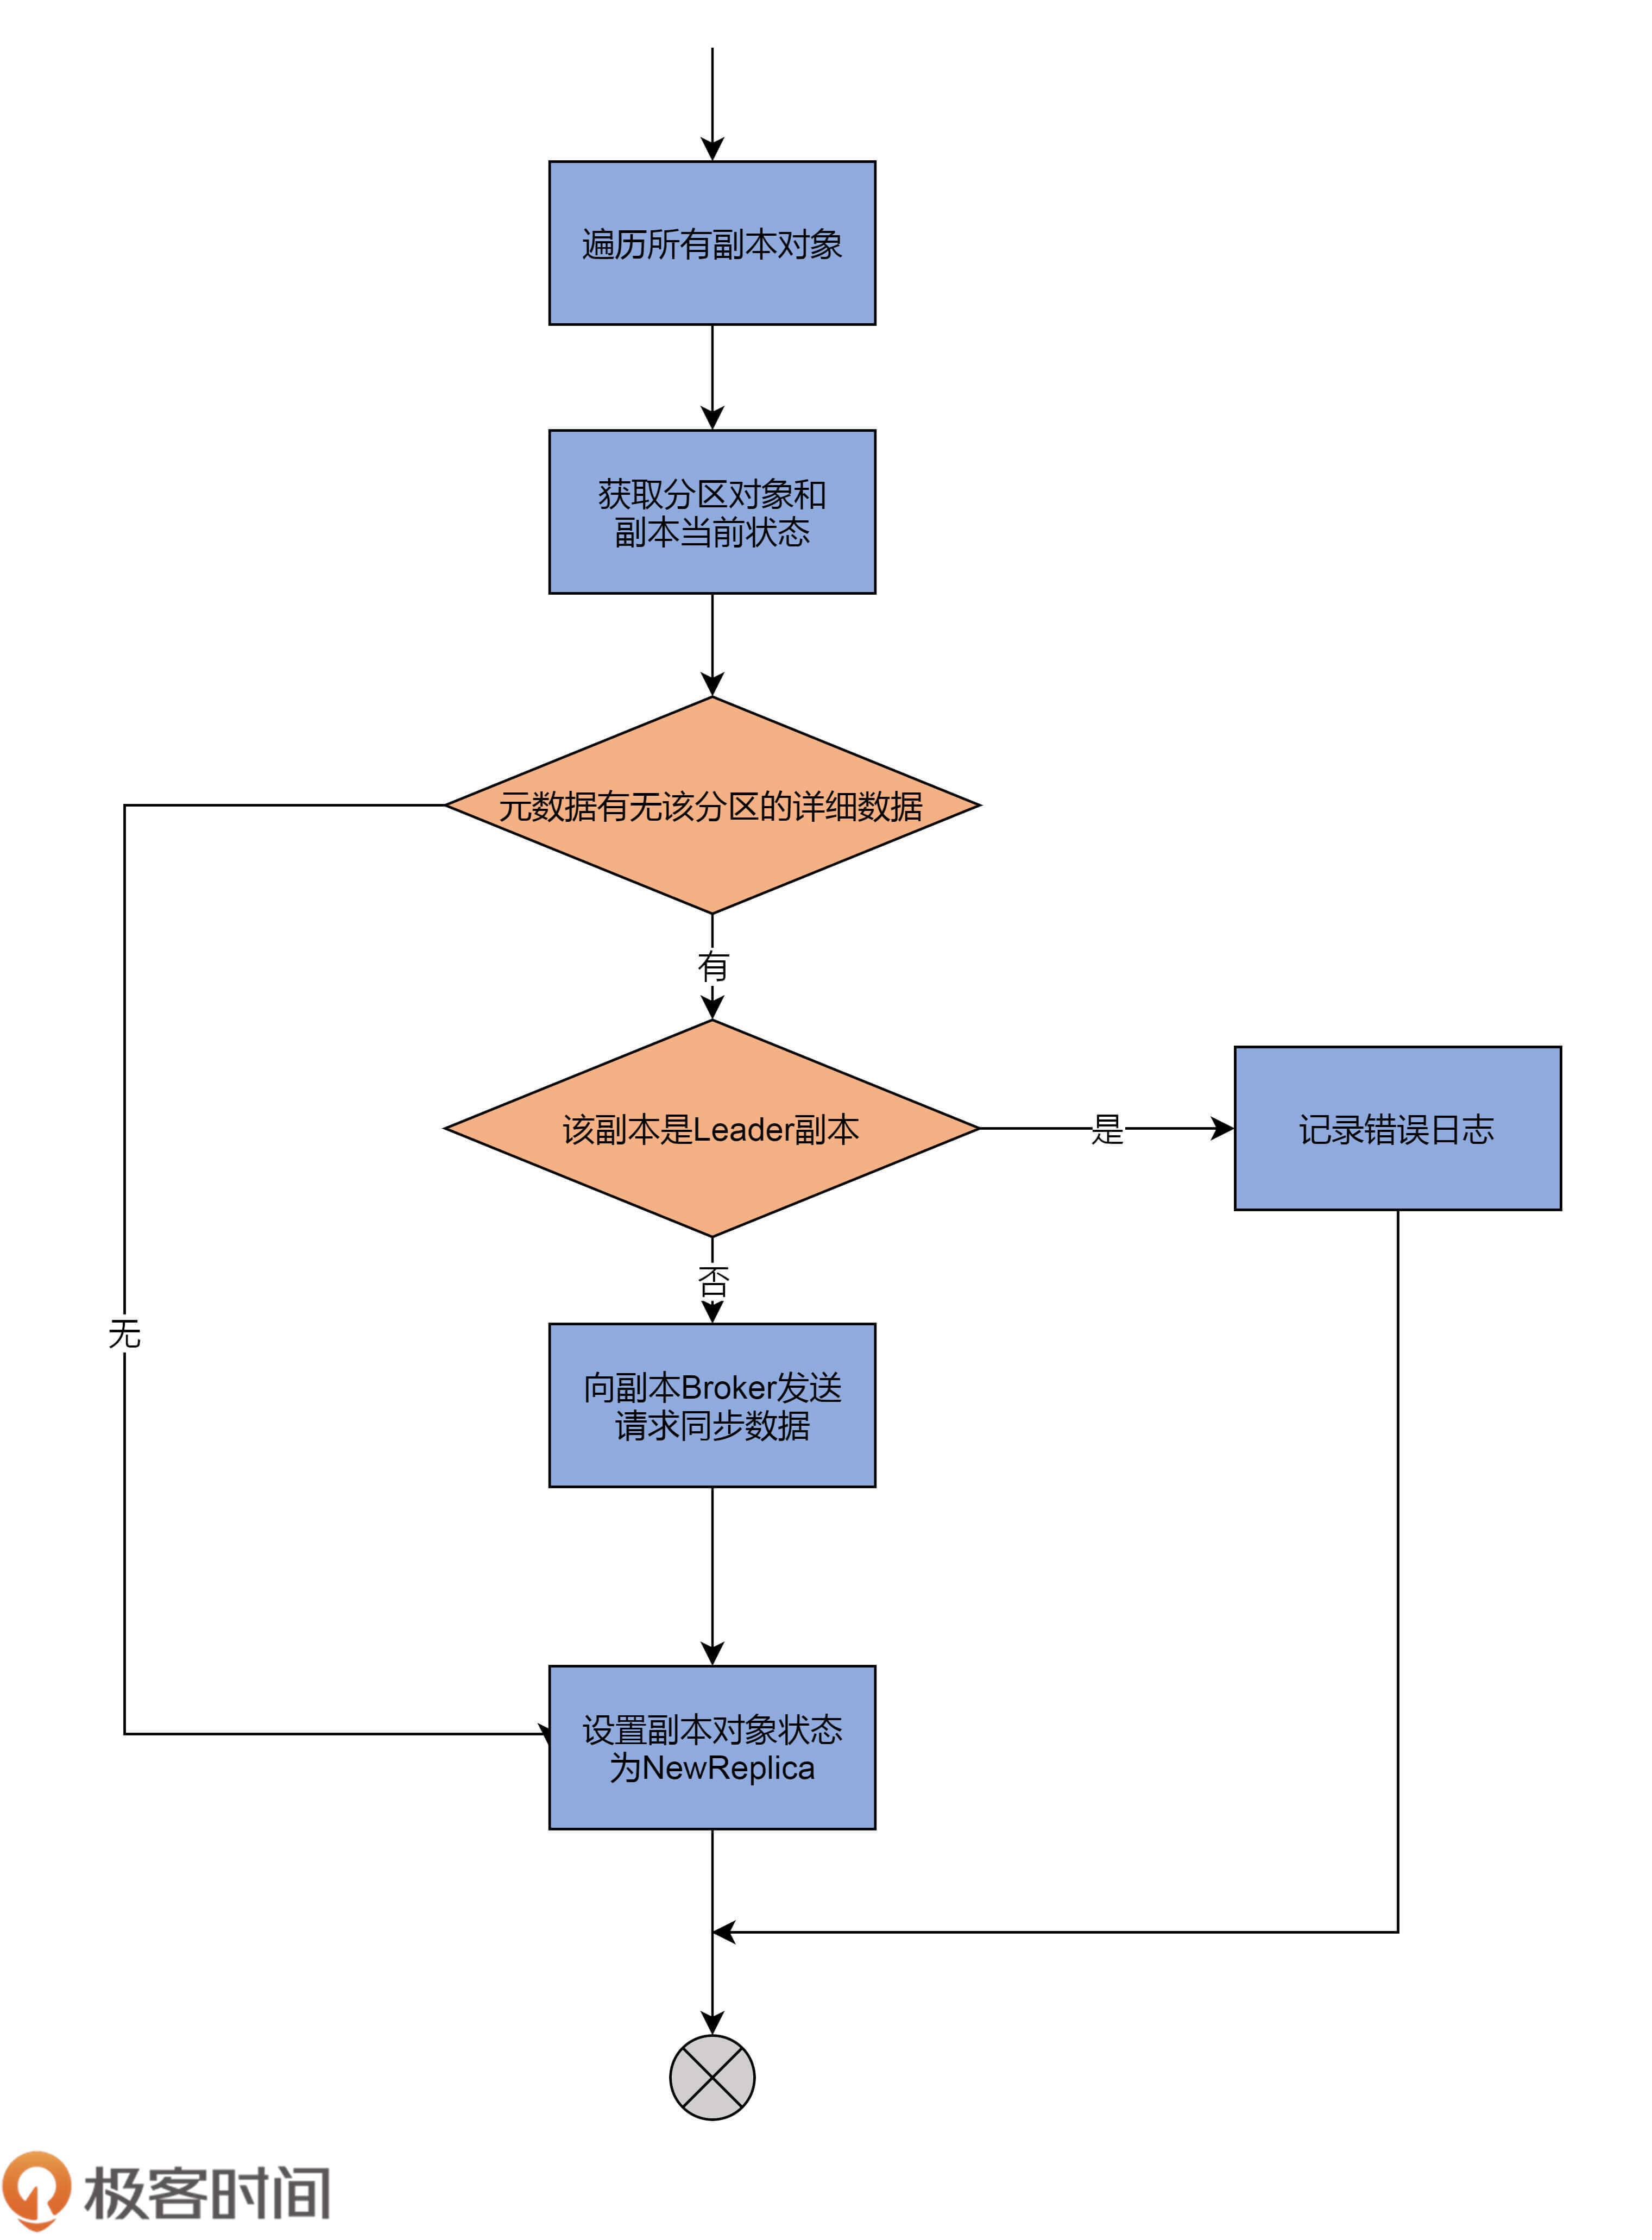 遍历所有副本对象
获取分区对象和
副本当前状态
元数据有无该分区的详细数据
有
该副本是Leader副本
是
记录错误日志
否
无
向副本Broker发送
请求同步数据
设置副本对象状态
为NewReplica
极客时间